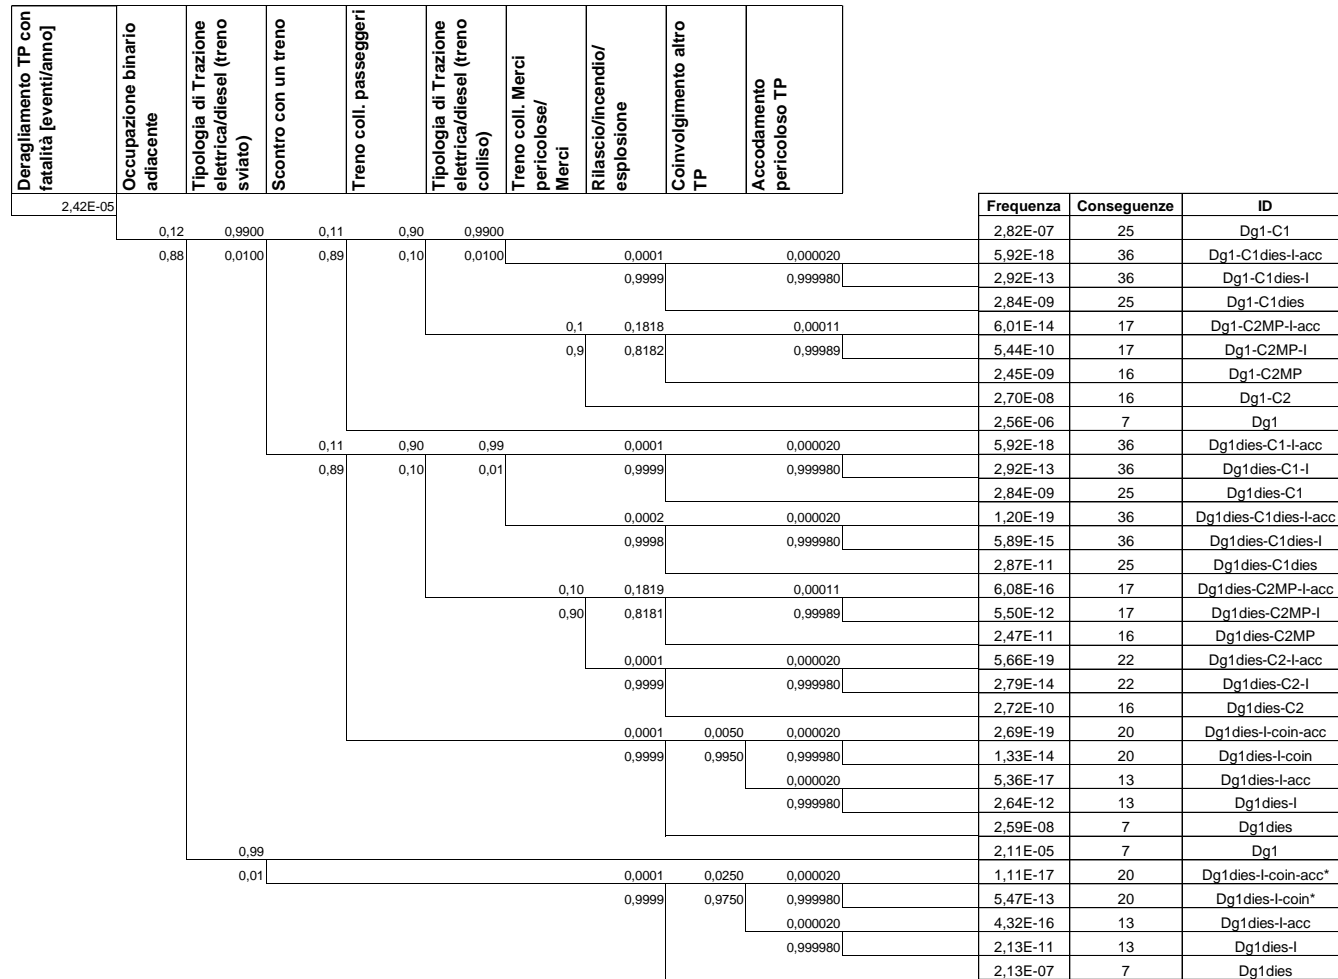 Deragliamento TP con
fatalità [eventi/anno]
Occupazione binario
adiacente
Tipologia di Trazione
elettrica/diesel (treno
sviato)
Scontro con un treno
Treno coll. passeggeri
Tipologia di Trazione
elettrica/diesel (treno
colliso)
Treno coll. Merci
pericolose/
Merci
Rilascio/incendio/
esplosione
Coinvolgimento altro
TP
Accodamento
pericoloso TP
2,42E-05 Frequenza Conseguenze ID
0,12 0,9900 0,11 0,90 0,9900 2,82E-07 25 Dg1-C1
0,88 0,0100 0,89 0,10 0,0100 0,0001 0,000020 5,92E-18 36 Dg1-C1dies-I-acc
0,9999 0,999980 2,92E-13 36 Dg1-C1dies-I
2,84E-09 25 Dg1-C1dies
0,1 0,1818 0,00011 6,01E-14 17 Dg1-C2MP-I-acc
0,9 0,8182 0,99989 5,44E-10 17 Dg1-C2MP-I
2,45E-09 16 Dg1-C2MP
2,70E-08 16 Dg1-C2
2,56E-06 7 Dg1
0,11 0,90 0,99 0,0001 0,000020 5,92E-18 36 Dg1dies-C1-I-acc
0,89 0,10 0,01 0,9999 0,999980 2,92E-13 36 Dg1dies-C1-I
2,84E-09 25 Dg1dies-C1
0,0002 0,000020 1,20E-19 36 Dg1dies-C1dies-I-acc
0,9998 0,999980 5,89E-15 36 Dg1dies-C1dies-I
2,87E-11 25 Dg1dies-C1dies
0,10 0,1819 0,00011 6,08E-16 17 Dg1dies-C2MP-I-acc
0,90 0,8181 0,99989 5,50E-12 17 Dg1dies-C2MP-I
2,47E-11 16 Dg1dies-C2MP
0,0001 0,000020 5,66E-19 22 Dg1dies-C2-I-acc
0,9999 0,999980 2,79E-14 22 Dg1dies-C2-I
2,72E-10 16 Dg1dies-C2
0,0001 0,0050 0,000020 2,69E-19 20 Dg1dies-I-coin-acc
0,9999 0,9950 0,999980 1,33E-14 20 Dg1dies-I-coin
0,000020 5,36E-17 13 Dg1dies-I-acc
0,999980 2,64E-12 13 Dg1dies-I
2,59E-08 7 Dg1dies
0,99 2,11E-05 7 Dg1
0,01 0,0001 0,0250 0,000020 1,11E-17 20 Dg1dies-I-coin-acc*
0,9999 0,9750 0,999980 5,47E-13 20 Dg1dies-I-coin*
0,000020 4,32E-16 13 Dg1dies-I-acc
0,999980 2,13E-11 13 Dg1dies-I
2,13E-07 7 Dg1dies